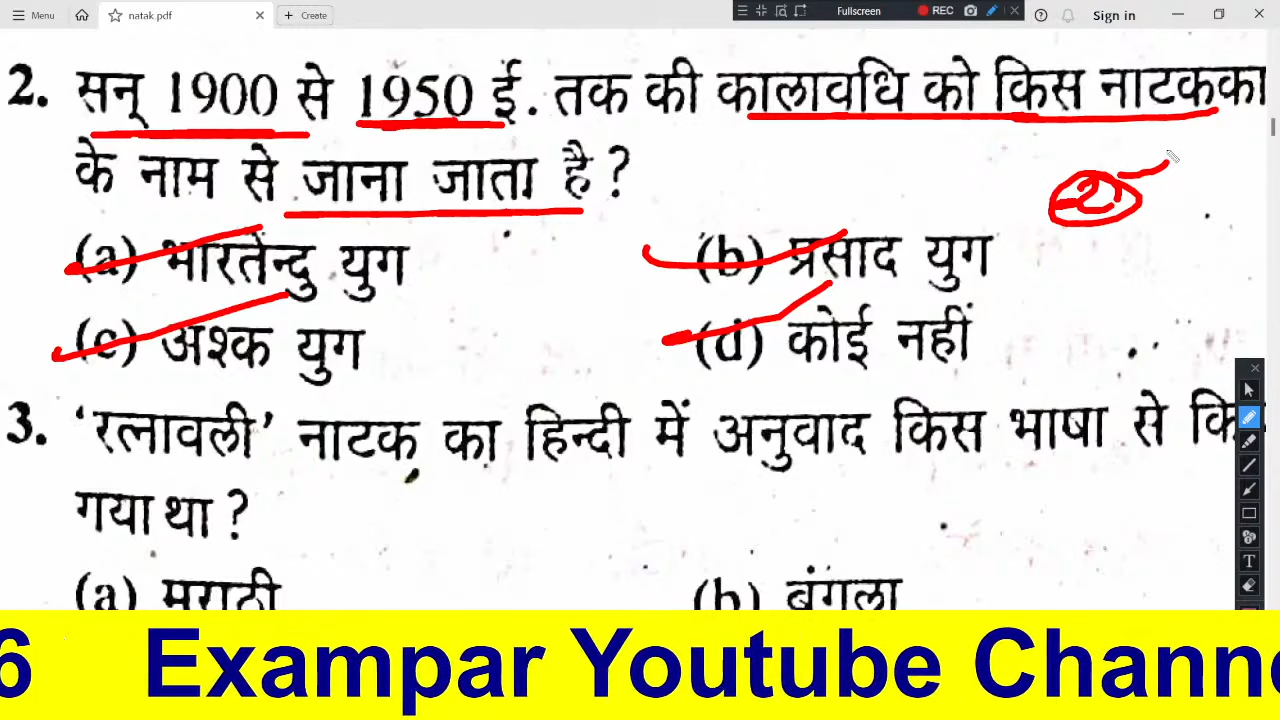 Menu
natak.pdf
Create
Fullscreen
REC
Sign in
2. सन् 1900 से 1950 ई. तक की कालावधि को किस नाटकका
के नाम से जाना जाता है ?
(a) भारतेन्दु युग (b) प्रसाद युग
(c) अश्क युग (d) कोई नहीं
3. 'रत्नावली' नाटक का हिन्दी में अनुवाद किस भाषा से कि
गया था ?
(a) मराठी (b) बंगला
6 Exampar Youtube Channe